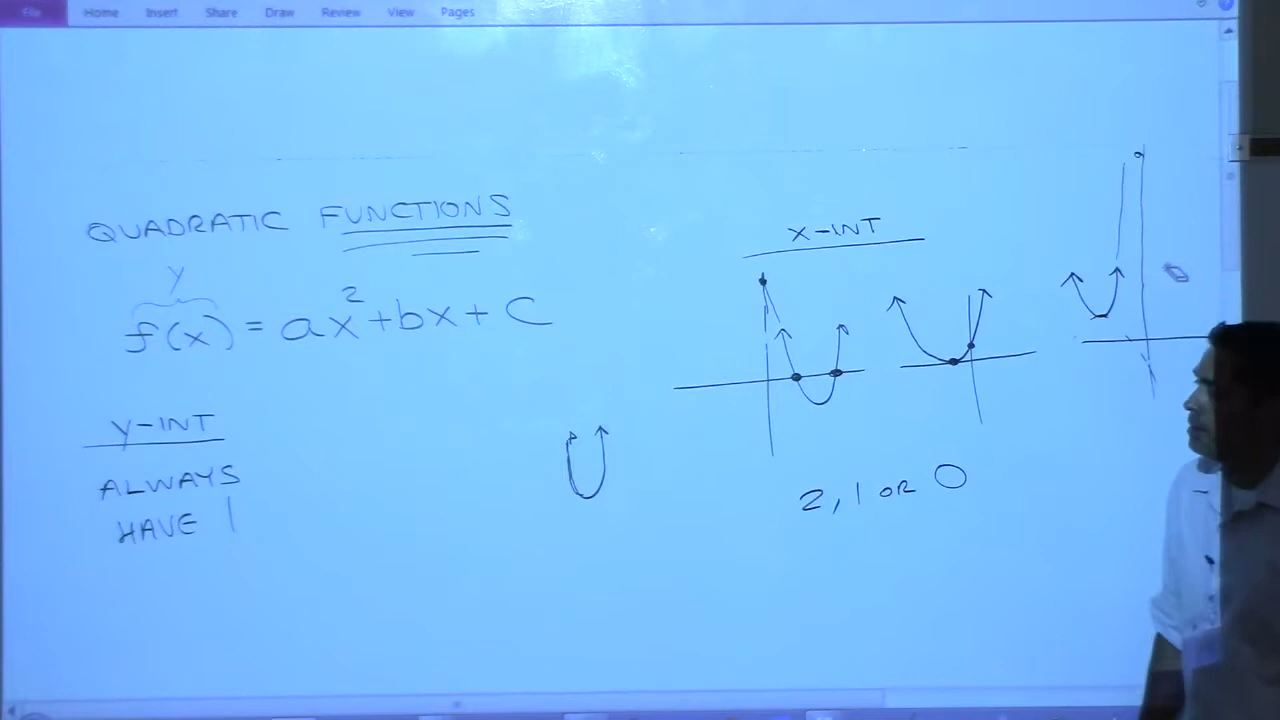 File Home Insert Share Draw Review View Pages
QUADRATIC FUNCTIONS
y
f(x) = ax²+bx+c
y-INT
ALWAYS
HAVE 1
x-INT
2, 1 OR 0